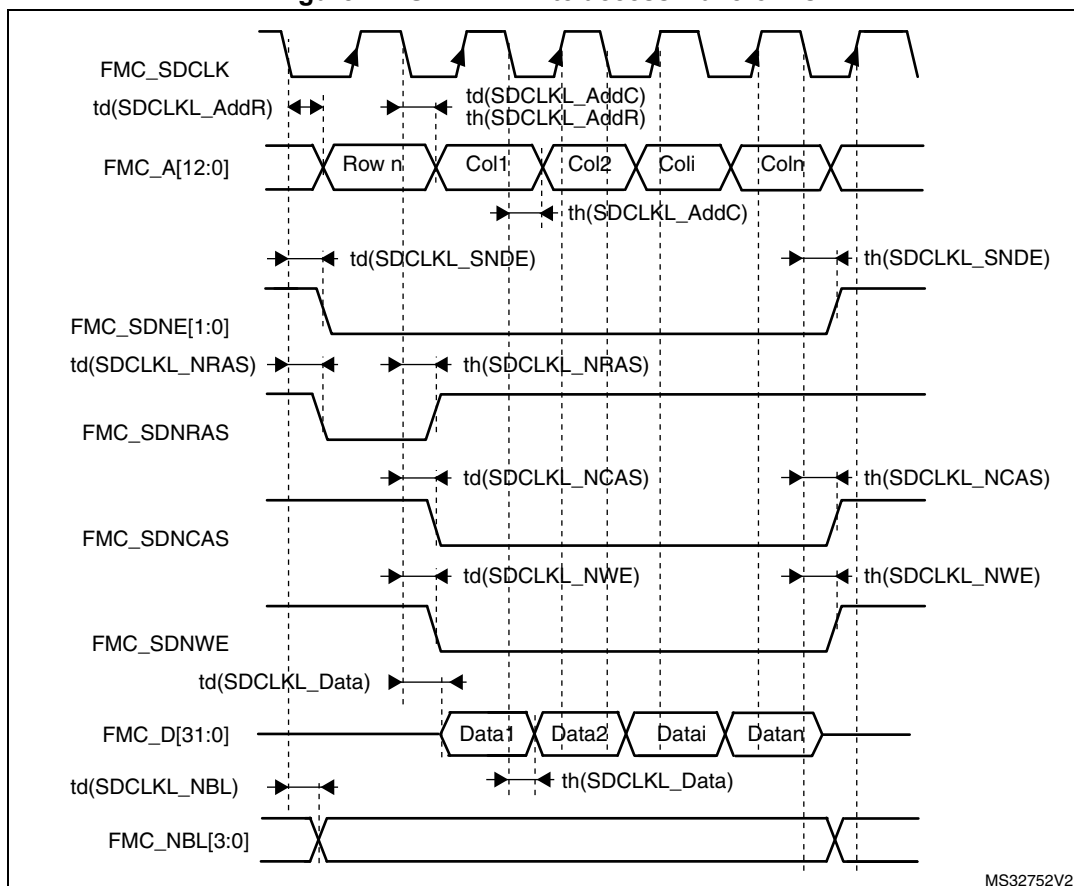 FMC_SDCLK
td(SDCLKL_AddR)
td(SDCLKL_AddC)
th(SDCLKL_AddR)
FMC_A[12:0]
Row n
Col1
Col2
Coli
Coln
th(SDCLKL_AddC)
td(SDCLKL_SNDE)
th(SDCLKL_SNDE)
FMC_SDNE[1:0]
td(SDCLKL_NRAS)
th(SDCLKL_NRAS)
FMC_SDNRAS
td(SDCLKL_NCAS)
th(SDCLKL_NCAS)
FMC_SDNCAS
td(SDCLKL_NWE)
th(SDCLKL_NWE)
FMC_SDNWE
td(SDCLKL_Data)
FMC_D[31:0]
Data1
Data2
Datai
Datan
th(SDCLKL_Data)
td(SDCLKL_NBL)
FMC_NBL[3:0]
MS32752V2